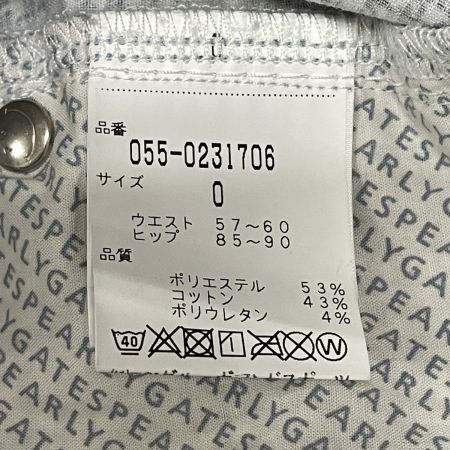 品番
055-0231706
サイズ
0
ウエスト 57~60
ヒップ 85~90
品質
ポリエステル 53%
コットン 43%
ポリウレタン 4%
40 W
PEARLYGATES